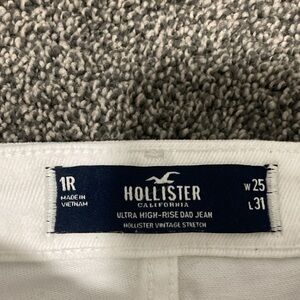 1R
MADE IN
VIETNAM
HOLLISTER
CALIFORNIA
ULTRA HIGH-RISE DAD JEAN
HOLLISTER VINTAGE STRETCH
W 25
L 31